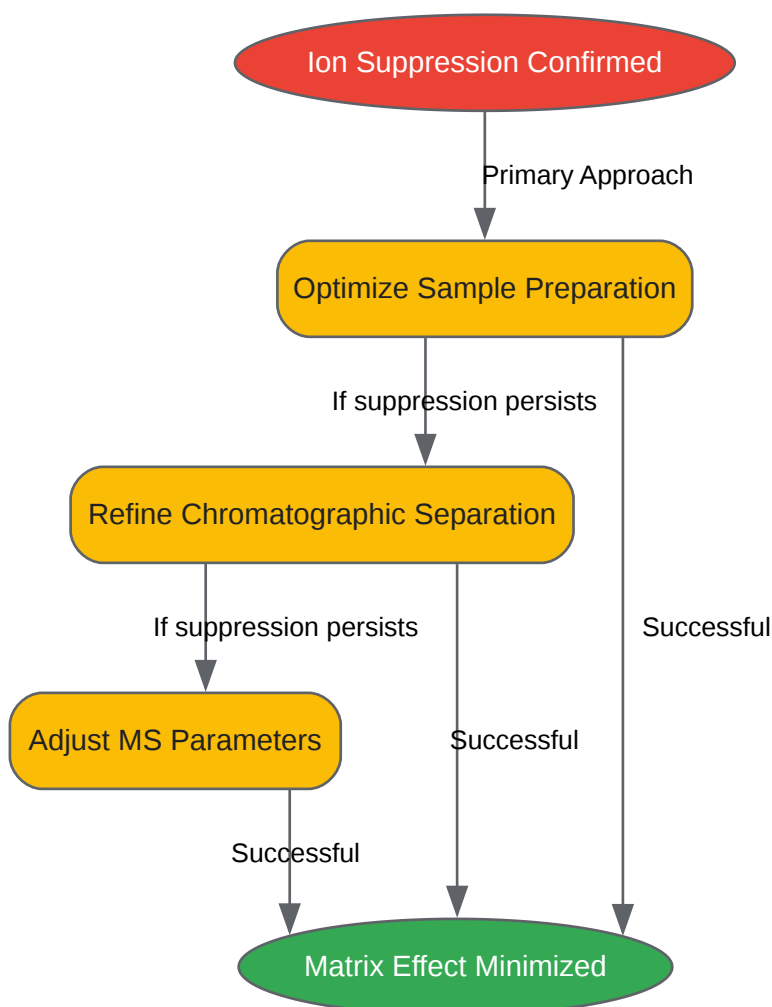 Ion Suppression Confirmed
Primary Approach
Optimize Sample Preparation
If suppression persists
Refine Chromatographic Separation
If suppression persists
Successful
Adjust MS Parameters
Successful
Successful
Matrix Effect Minimized